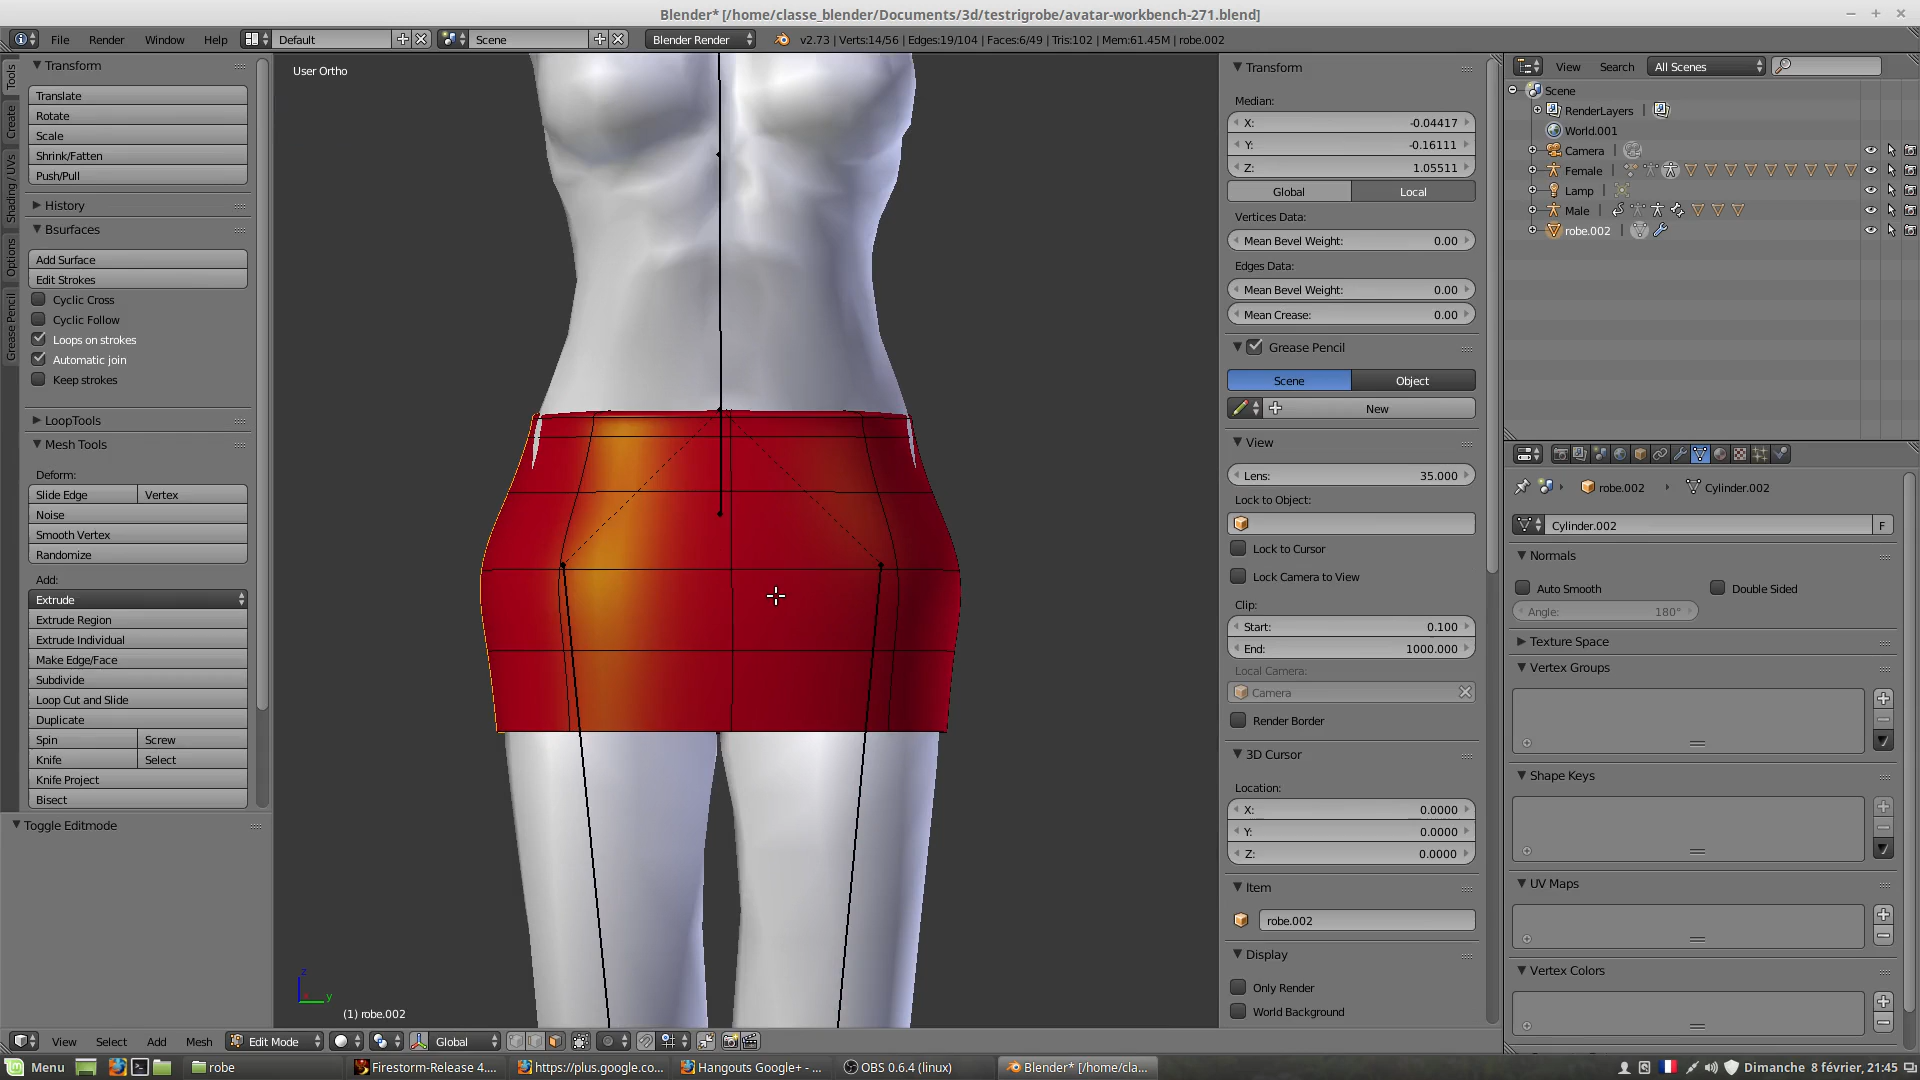 Blender* [/home/classe_blender/Documents/3d/testrigrobe/avatar-workbench-271.blend]
File Render Window Help Default Scene Blender Render v2.73 | Verts:14/56 | Edges:19/104 | Faces:6/49 | Tris:102 | Mem:61.45M | robe.002
Tools
Create
Shading / UVs
Options
Grease Pencil
Transform
Translate
Rotate
Scale
Shrink/Fatten
Push/Pull
History
Bsurfaces
Add Surface
Edit Strokes
Cyclic Cross
Cyclic Follow
Loops on strokes
Automatic join
Keep strokes
LoopTools
Mesh Tools
Deform:
Slide Edge Vertex
Noise
Smooth Vertex
Randomize
Add:
Extrude
Extrude Region
Extrude Individual
Make Edge/Face
Subdivide
Loop Cut and Slide
Duplicate
Spin Screw
Knife Select
Knife Project
Bisect
Toggle Editmode
User Ortho
z
y
(1) robe.002
Transform
Median:
X: -0.04417
Y: -0.16111
Z: 1.05511
Global Local
Vertices Data:
Mean Bevel Weight: 0.00
Edges Data:
Mean Bevel Weight: 0.00
Mean Crease: 0.00
Grease Pencil
Scene Object
New
View
Lens: 35.000
Lock to Object:
Lock to Cursor
Lock Camera to View
Clip:
Start: 0.100
End: 1000.000
Local Camera:
Camera
Render Border
3D Cursor
Location:
X: 0.0000
Y: 0.0000
Z: 0.0000
Item
robe.002
Display
Only Render
World Background
View Search All Scenes
Scene
RenderLayers
World.001
Camera
Female
Lamp
Male
robe.002
robe.002 Cylinder.002
Cylinder.002 F
Normals
Auto Smooth Double Sided
Angle: 180°
Texture Space
Vertex Groups
Shape Keys
UV Maps
Vertex Colors
View Select Add Mesh Edit Mode Global
Menu robe Firestorm-Release 4.... https://plus.google.co... Hangouts Google+ - ... OBS 0.6.4 (linux) Blender* [/home/cla... Dimanche 8 février, 21:45